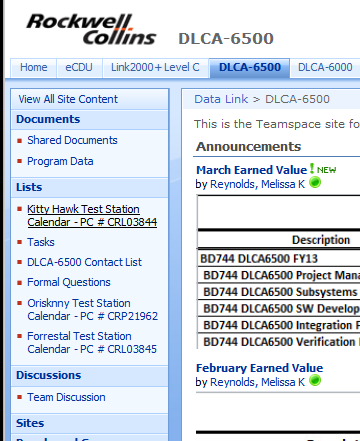 Rockwell
Collins
DLCA-6500
Home eCDU Link2000+ Level C DLCA-6500 DLCA-6000
View All Site Content
Documents
Shared Documents
Program Data
Lists
Kitty Hawk Test Station
Calendar - PC # CRL03844
Tasks
DLCA-6500 Contact List
Formal Questions
Orisknny Test Station
Calendar - PC # CRP21962
Forrestal Test Station
Calendar - PC # CRL03845
Discussions
Team Discussion
Sites
Data Link > DLCA-6500
This is the Teamspace site fo
Announcements
March Earned Value ! NEW
by Reynolds, Melissa K
Description
BD744 DLCA6500 FY13
BD744 DLCA6500 Project Mana
BD744 DLCA6500 Subsystems
BD744 DLCA6500 SW Develop
BD744 DLCA6500 Integration
BD744 DLCA6500 Verification
February Earned Value
by Reynolds, Melissa K